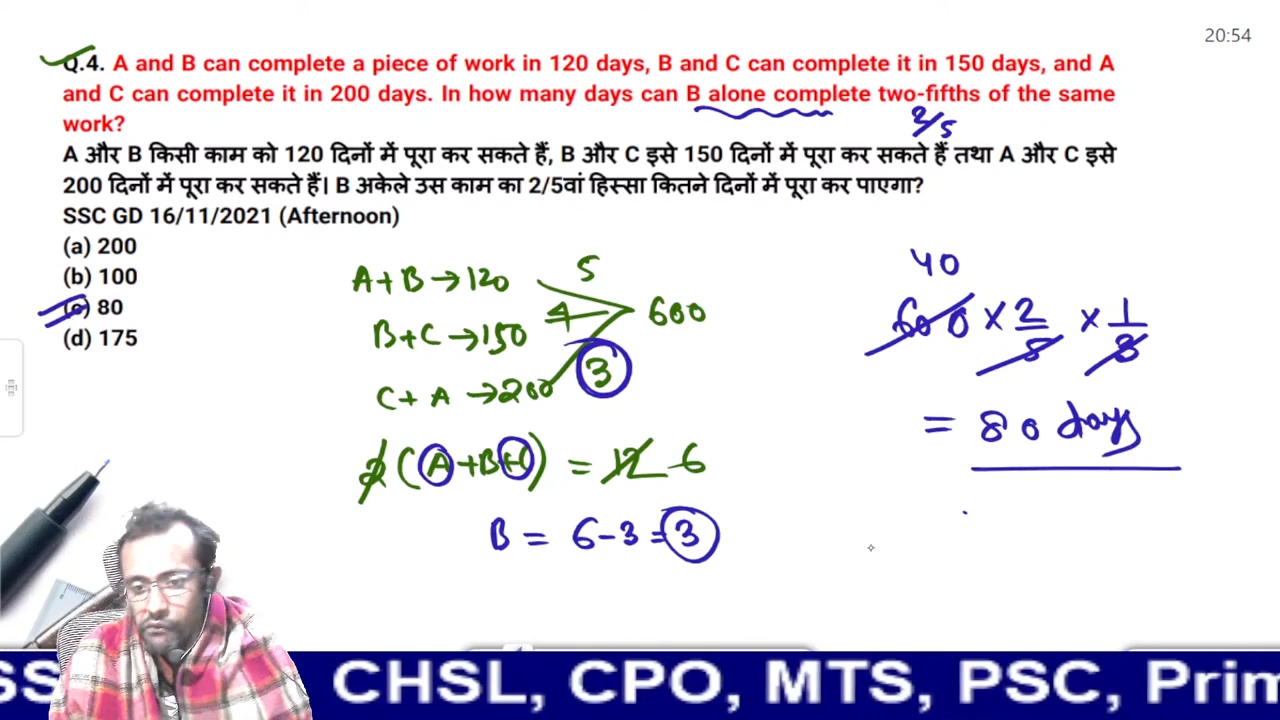 20:54
Q.4. A and B can complete a piece of work in 120 days, B and C can complete it in 150 days, and A
and C can complete it in 200 days. In how many days can B alone complete two-fifths of the same
work?
2/5
A और B किसी काम को 120 दिनों में पूरा कर सकते हैं, B और C इसे 150 दिनों में पूरा कर सकते हैं तथा A और C इसे
200 दिनों में पूरा कर सकते हैं। B अकेले उस काम का 2/5वां हिस्सा कितने दिनों में पूरा कर पाएगा?
SSC GD 16/11/2021 (Afternoon)
(a) 200
(b) 100
(c) 80
(d) 175
A+B→120 5
B+C→150 4 600
C+A→200 3
2(A+B+C) = 12 6
B = 6-3 = 3
40
600 × 2/5 × 1/3
= 80 days
SS CHSL, CPO, MTS, PSC, Prim